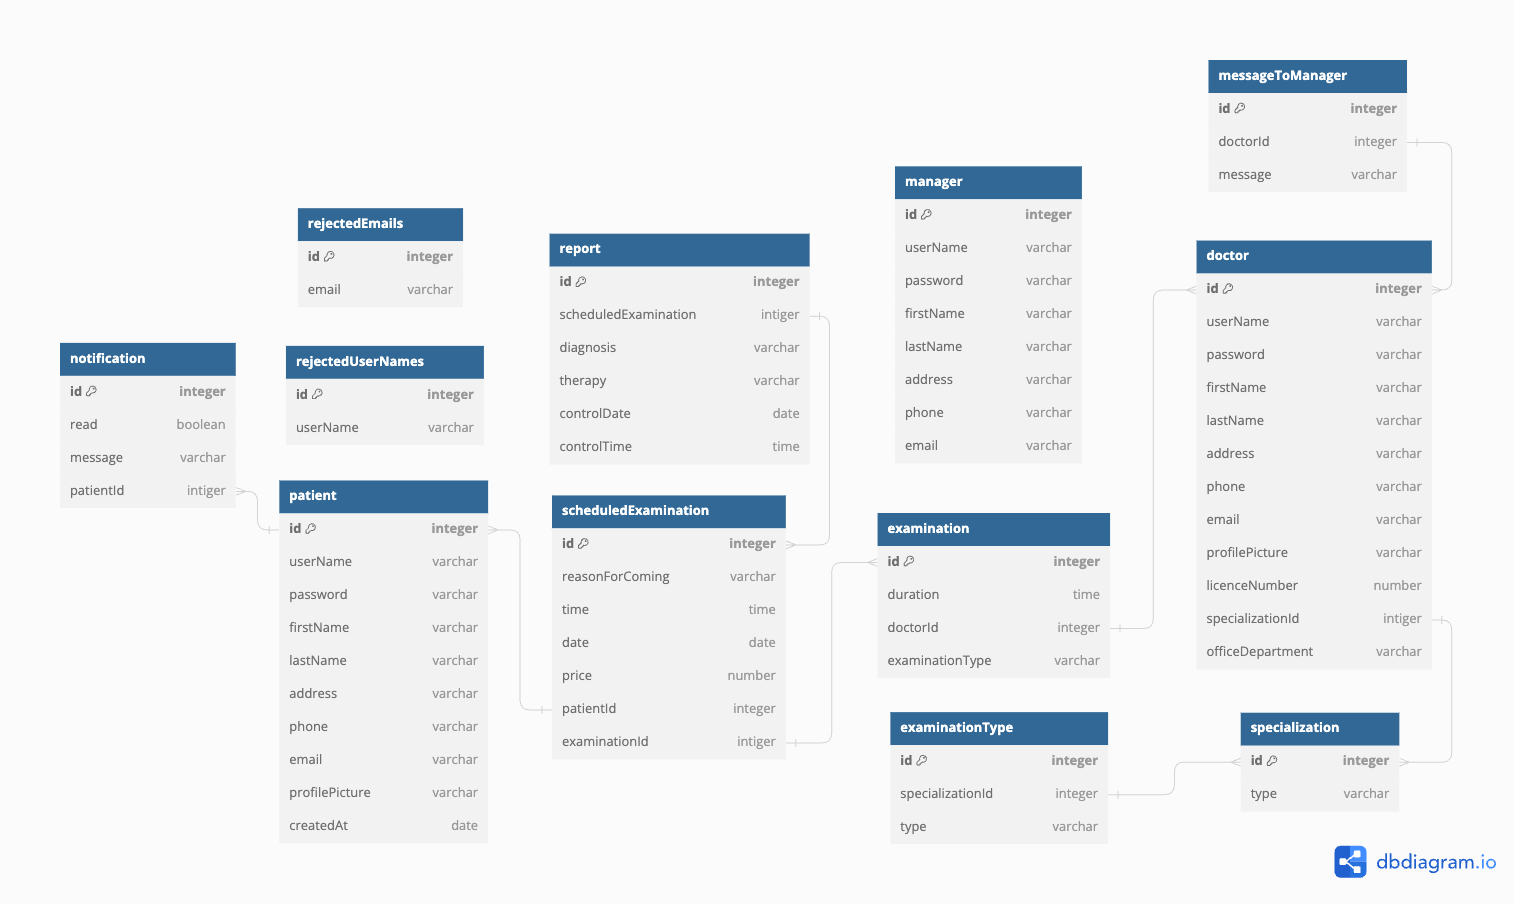 messageToManager
id integer
doctorId integer
message varchar
manager
id integer
userName varchar
password varchar
firstName varchar
lastName varchar
address varchar
phone varchar
email varchar
rejectedEmails
id integer
email varchar
report
id integer
scheduledExamination intiger
diagnosis varchar
therapy varchar
controlDate date
controlTime time
doctor
id integer
userName varchar
password varchar
firstName varchar
lastName varchar
address varchar
phone varchar
email varchar
profilePicture varchar
licenceNumber number
specializationId intiger
officeDepartment varchar
notification
id integer
read boolean
message varchar
patientId intiger
rejectedUserNames
id integer
userName varchar
patient
id integer
userName varchar
password varchar
firstName varchar
lastName varchar
address varchar
phone varchar
email varchar
profilePicture varchar
createdAt date
scheduledExamination
id integer
reasonForComing varchar
time time
date date
price number
patientId integer
examinationId intiger
examination
id integer
duration time
doctorId integer
examinationType varchar
examinationType
id integer
specializationId integer
type varchar
specialization
id integer
type varchar
dbdiagram.io